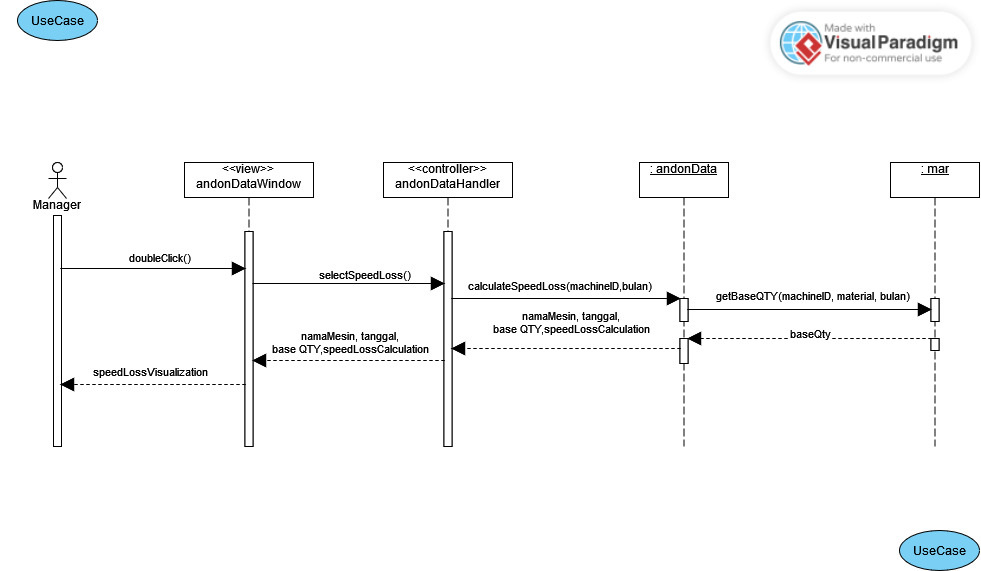 UseCase
Made with
Visual Paradigm
For non-commercial use
Manager
<<view>>
andonDataWindow
<<controller>>
andonDataHandler
: andonData
: mar
doubleClick()
selectSpeedLoss()
calculateSpeedLoss(machineID,bulan)
getBaseQTY(machineID, material, bulan)
baseQty
namaMesin, tanggal,
base QTY,speedLossCalculation
namaMesin, tanggal,
base QTY,speedLossCalculation
speedLossVisualization
UseCase